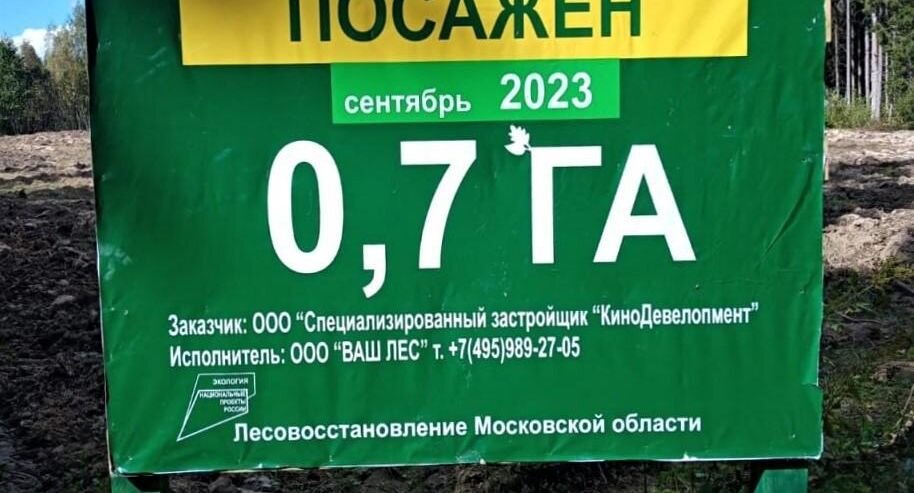 ПОСАЖЕН
сентябрь 2023
0,7 ГА
Заказчик: ООО “Специализированный застройщик “КиноДевелопмент”
Исполнитель: ООО “ВАШ ЛЕС” т. +7(495)989-27-05
ЭКОЛОГИЯ
НАЦИОНАЛЬНЫЕ
ПРОЕКТЫ
РОССИИ
Лесовосстановление Московской области